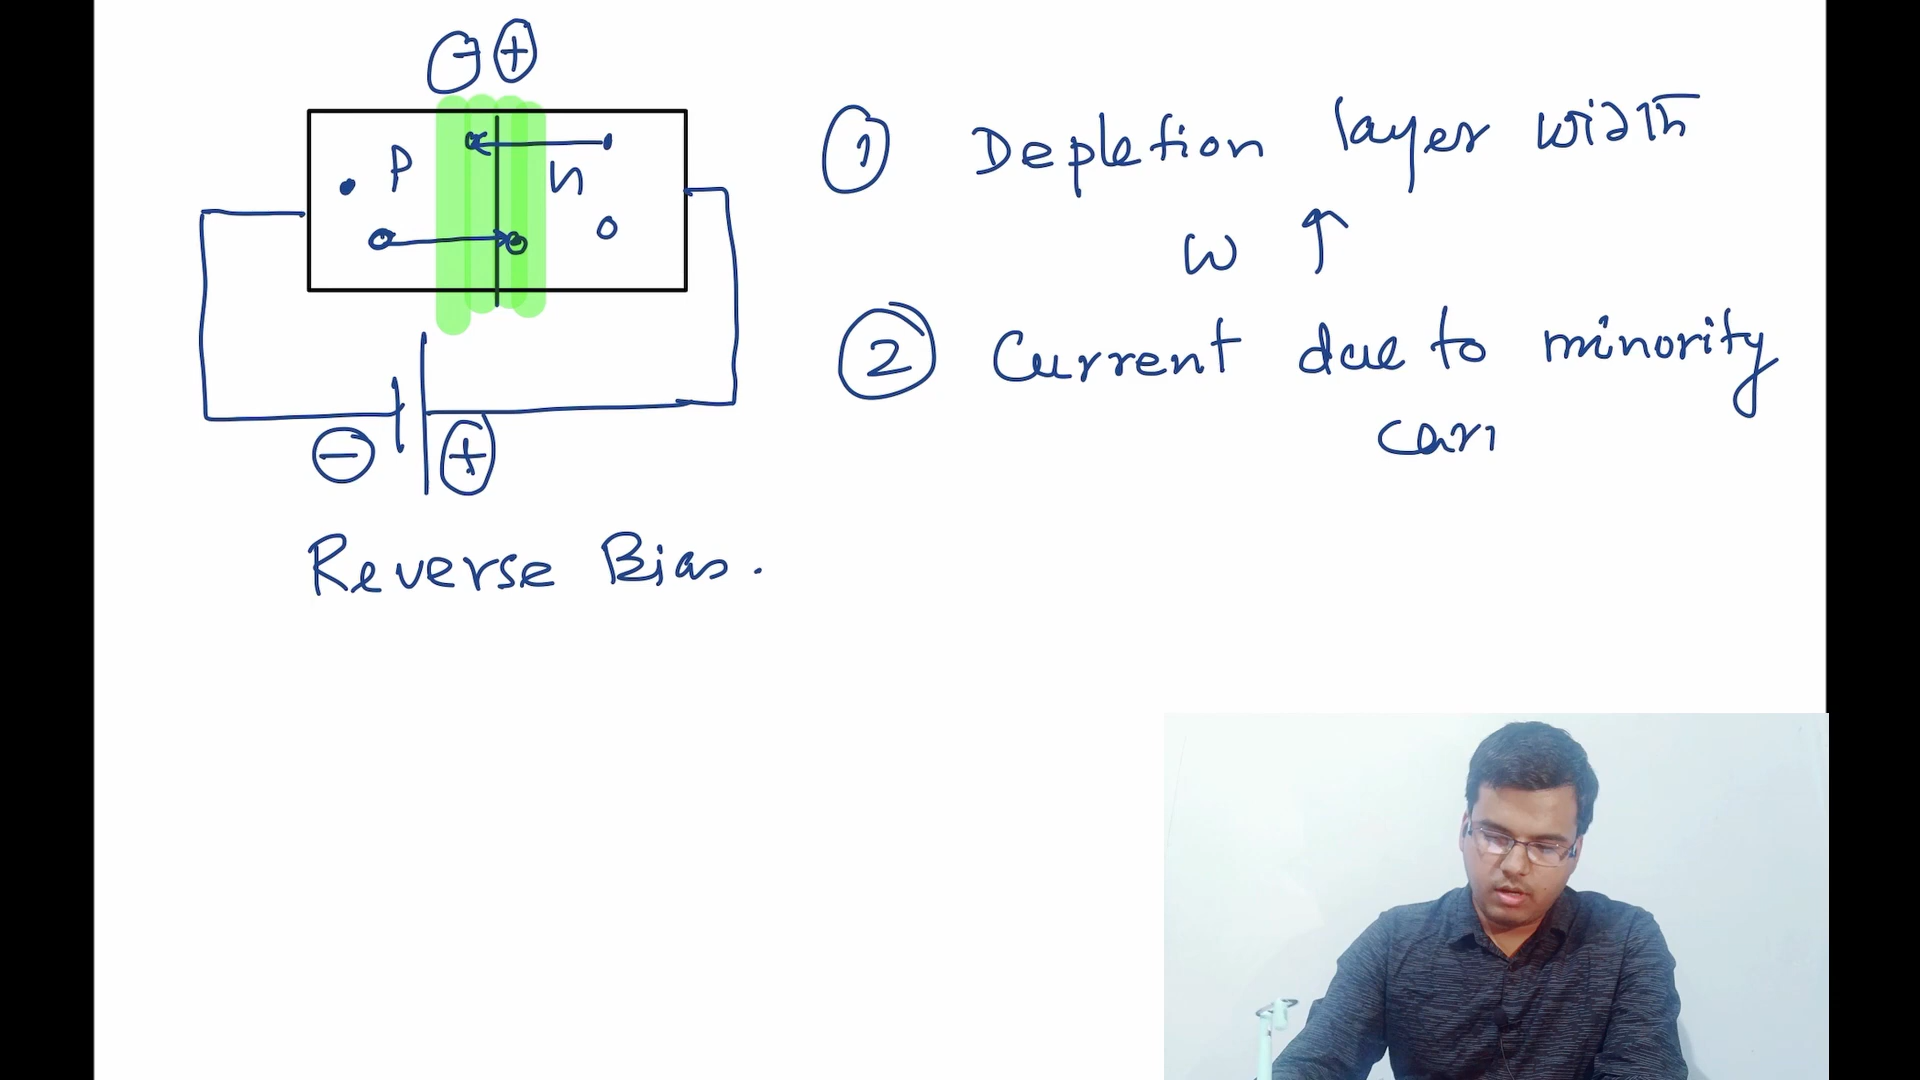 ⊖ ⊕
P n
⊖ ⊕
Reverse Bias.
① Depletion layer width
W ↑
② Current due to minority
carr